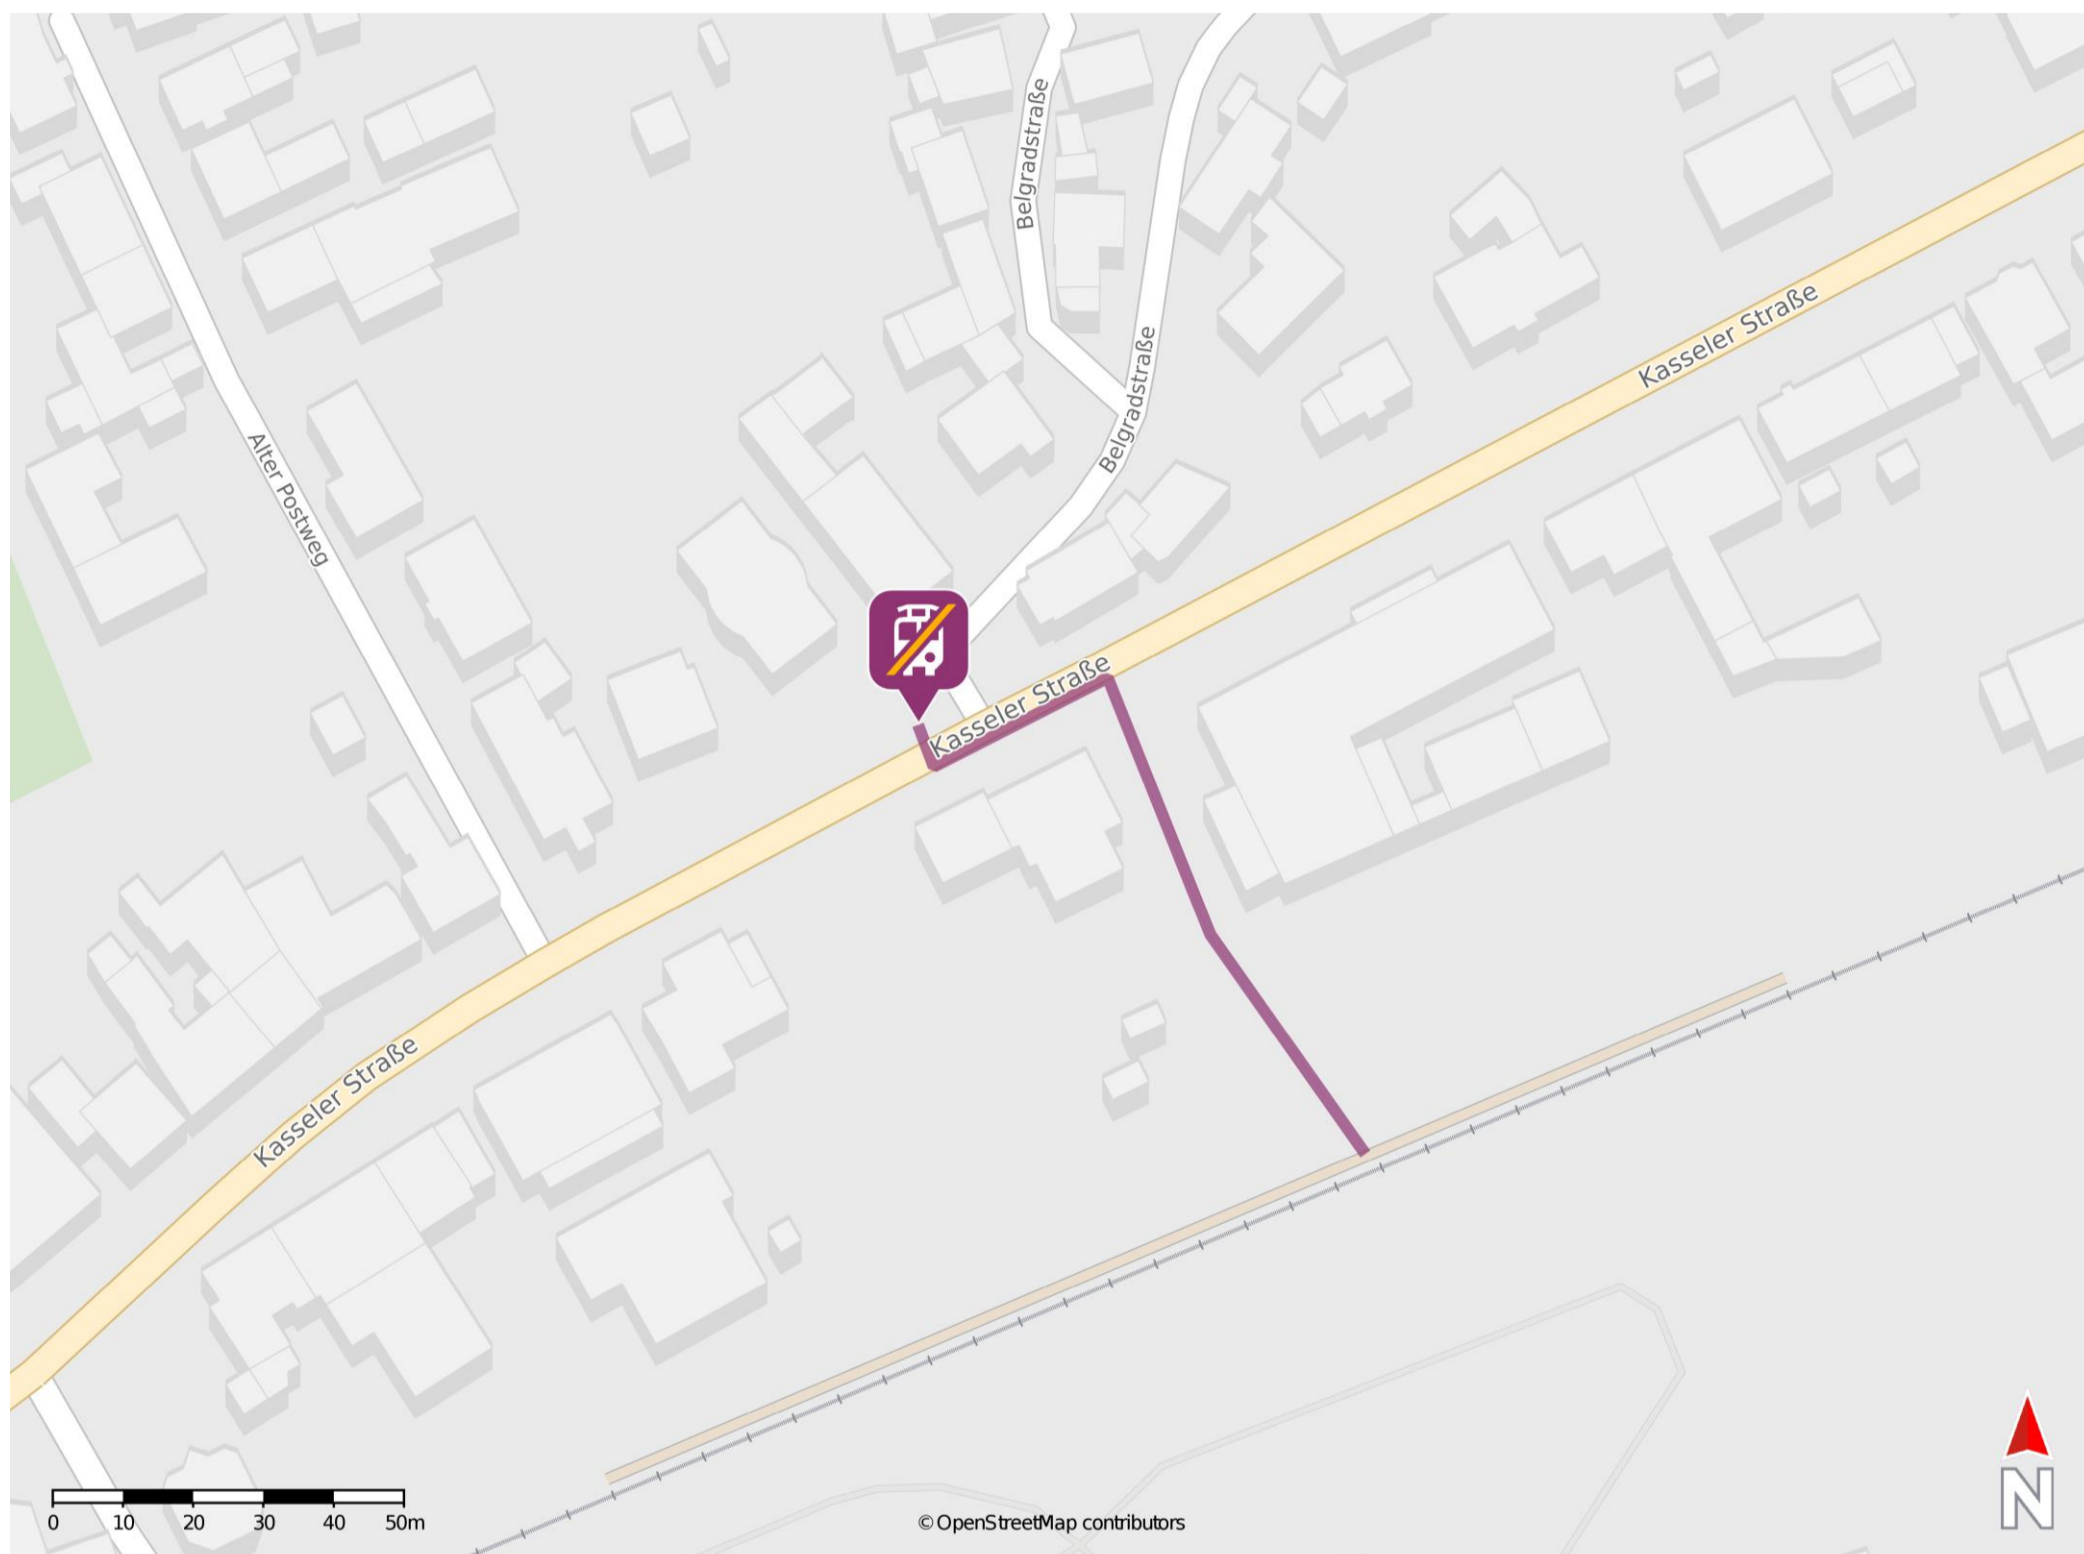 Belgradstraße
Belgradstraße
Kasseler Straße
Alter Postweg
Kasseler Straße
Kasseler Straße
N
0 10 20 30 40 50m
© OpenStreetMap contributors